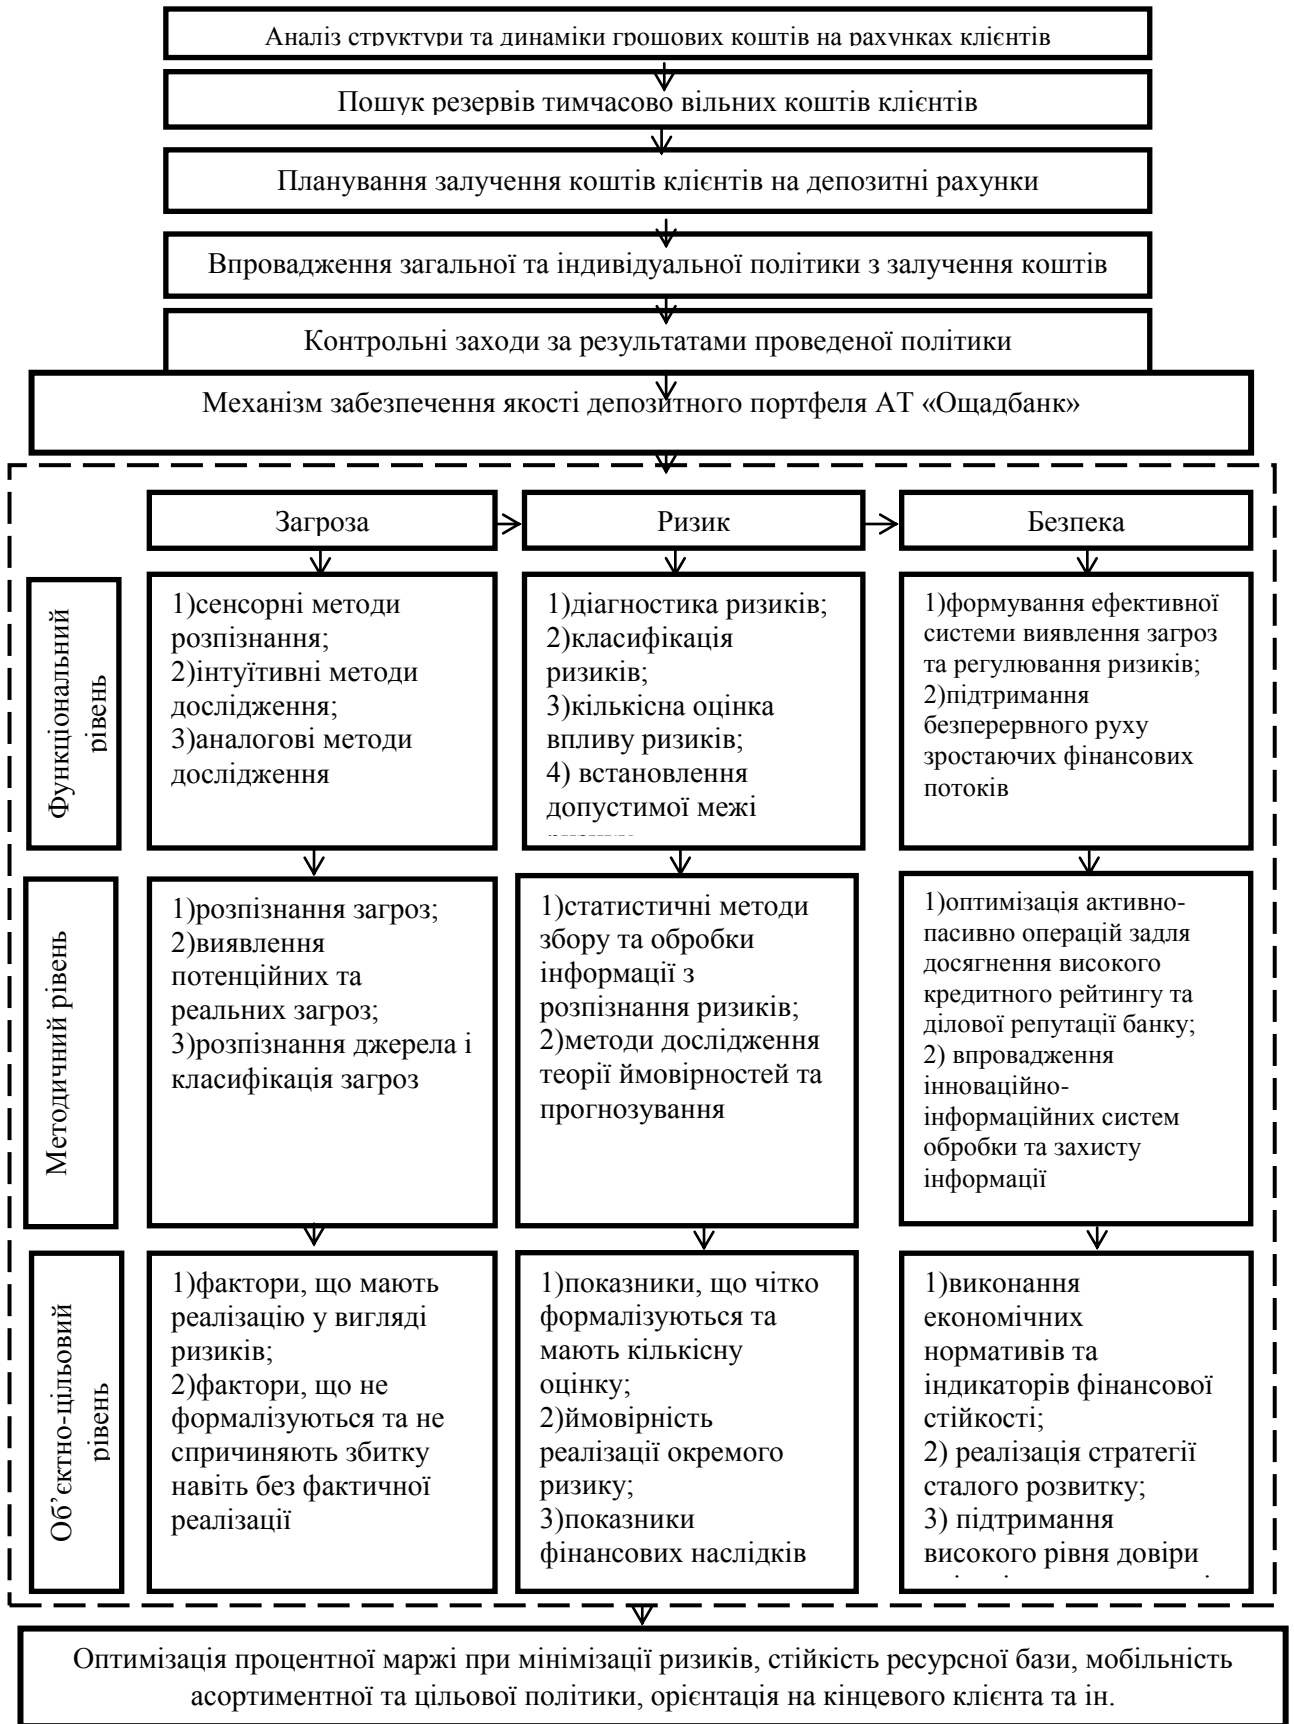 Аналіз структури та динаміки грошових коштів на рахунках клієнтів
Пошук резервів тимчасово вільних коштів клієнтів
Планування залучення коштів клієнтів на депозитні рахунки
Впровадження загальної та індивідуальної політики з залучення коштів
Контрольні заходи за результатами проведеної політики
Механізм забезпечення якості депозитного портфеля АТ «Ощадбанк»
Загроза
Ризик
Безпека
Функціональний
рівень
1)сенсорні методи
розпізнання;
2)інтуїтивні методи
дослідження;
3)аналогові методи
дослідження
1)діагностика ризиків;
2)класифікація
ризиків;
3)кількісна оцінка
впливу ризиків;
4) встановлення
допустимої межі
1)формування ефективної
системи виявлення загроз
та регулювання ризиків;
2)підтримання
безперервного руху
зростаючих фінансових
потоків
Методичний рівень
1)розпізнання загроз;
2)виявлення
потенційних та
реальних загроз;
3)розпізнання джерела і
класифікація загроз
1)статистичні методи
збору та обробки
інформації з
розпізнання ризиків;
2)методи дослідження
теорії ймовірностей та
прогнозування
1)оптимізація активно-
пасивно операцій задля
досягнення високого
кредитного рейтингу та
ділової репутації банку;
2) впровадження
інноваційно-
інформаційних систем
обробки та захисту
інформації
Об’єктно-цільовий
рівень
1)фактори, що мають
реалізацію у вигляді
ризиків;
2)фактори, що не
формалізуються та не
спричиняють збитку
навіть без фактичної
реалізації
1)показники, що чітко
формалізуються та
мають кількісну
оцінку;
2)ймовірність
реалізації окремого
ризику;
3)показники
фінансових наслідків
1)виконання
економічних
нормативів та
індикаторів фінансової
стійкості;
2) реалізація стратегії
сталого розвитку;
3) підтримання
високого рівня довіри
Оптимізація процентної маржі при мінімізації ризиків, стійкість ресурсної бази, мобільність
асортиментної та цільової політики, орієнтація на кінцевого клієнта та ін.